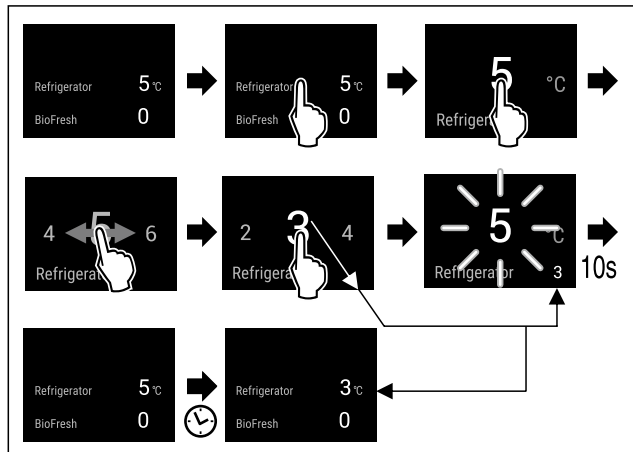 Refrigerator 5 °C
BioFresh 0
Refrigerator 5 °C
BioFresh 0
5 °C
Refriger
4 5 6
Refrigera
2 3 4
Refrigera
5 °C
Refrigerator 3
10s
Refrigerator 5 °C
BioFresh 0
Refrigerator 3 °C
BioFresh 0